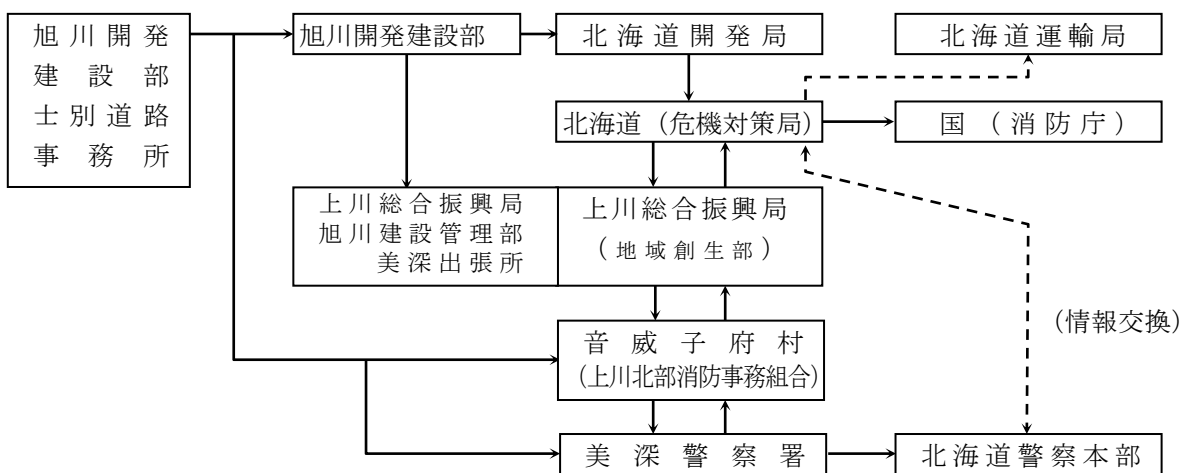 旭川開発
建設部
士別道路
事務所
旭川開発建設部
北海道開発局
北海道運輸局
北海道（危機対策局）
国（消防庁）
上川総合振興局
旭川建設管理部
美深出張所
上川総合振興局
（地域創生部）
（情報交換）
音威子府村
（上川北部消防事務組合）
美深警察署
北海道警察本部